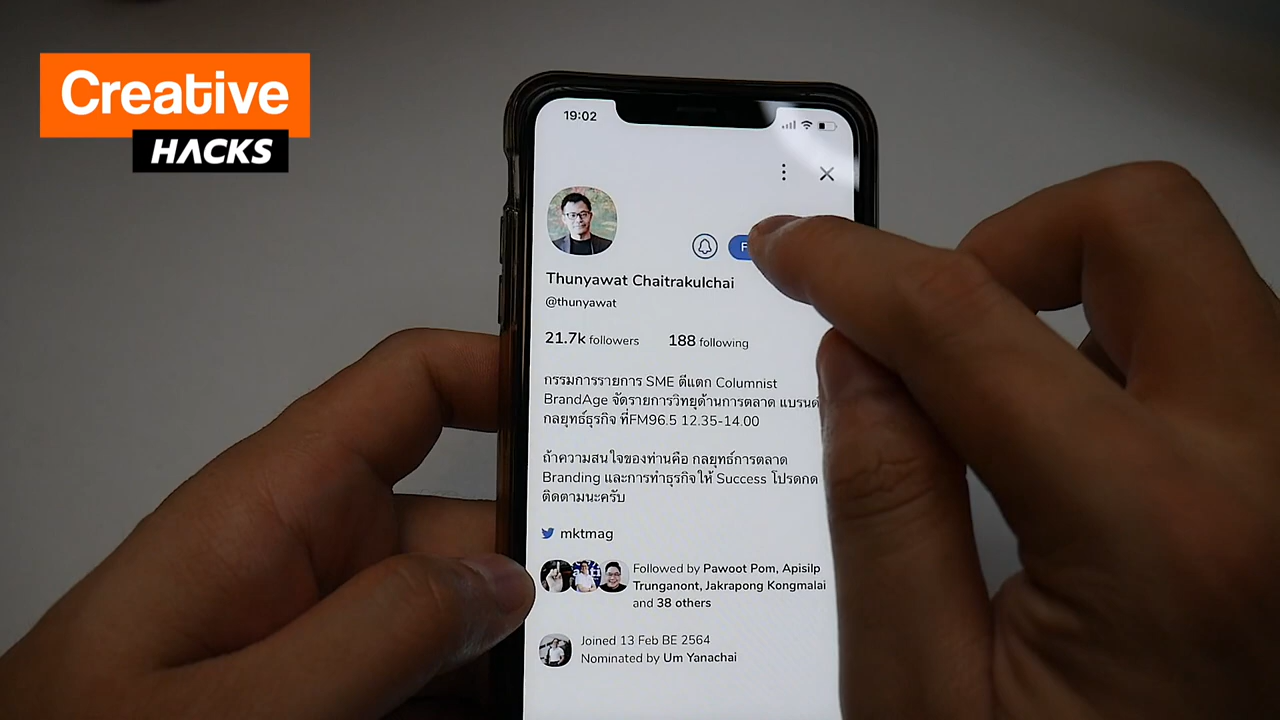 Creative
HACKS
19:02
Thunyawat Chaitrakulchai
@thunyawat
21.7k followers 188 following
กรรมการรายการ SME ตีแตก Columnist
BrandAge จัดรายการวิทยุด้านการตลาด แบรนด์
กลยุทธ์ธุรกิจ ที่FM96.5 12.35-14.00
ถ้าความสนใจของท่านคือ กลยุทธ์การตลาด
Branding และการทำธุรกิจให้ Success โปรดกด
ติดตามนะครับ
mktmag
Followed by Pawoot Pom, Apisilp
Trunganont, Jakrapong Kongmalai
and 38 others
Joined 13 Feb BE 2564
Nominated by Um Yanachai